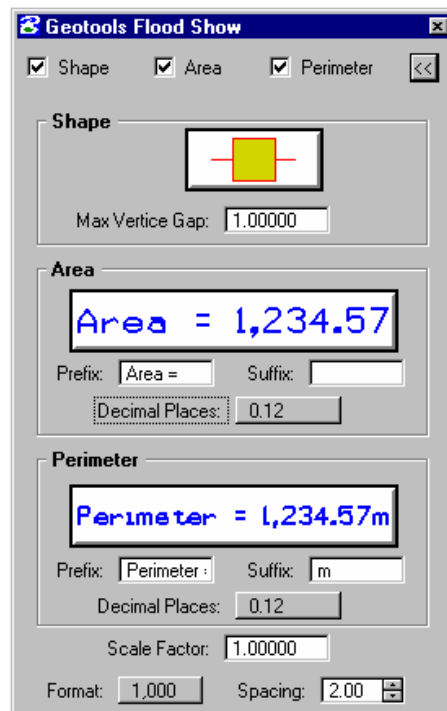 Geotools Flood Show
Shape Area Perimeter <<
Shape
Max Vertice Gap: 1.00000
Area
Area = 1,234.57
Prefix: Area = Suffix:
Decimal Places: 0.12
Perimeter
Perimeter = 1,234.57m
Prefix: Perimeter : Suffix: m
Decimal Places: 0.12
Scale Factor: 1.00000
Format: 1,000 Spacing: 2.00